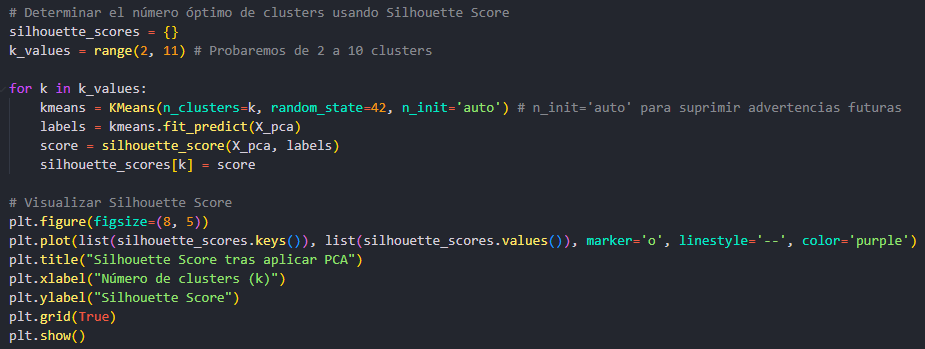 # Determinar el número óptimo de clusters usando Silhouette Score
silhouette_scores = {}
k_values = range(2, 11) # Probaremos de 2 a 10 clusters
for k in k_values:
    kmeans = KMeans(n_clusters=k, random_state=42, n_init='auto') # n_init='auto' para suprimir advertencias futuras
    labels = kmeans.fit_predict(X_pca)
    score = silhouette_score(X_pca, labels)
    silhouette_scores[k] = score
# Visualizar Silhouette Score
plt.figure(figsize=(8, 5))
plt.plot(list(silhouette_scores.keys()), list(silhouette_scores.values()), marker='o', linestyle='--', color='purple')
plt.title("Silhouette Score tras aplicar PCA")
plt.xlabel("Número de clusters (k)")
plt.ylabel("Silhouette Score")
plt.grid(True)
plt.show()